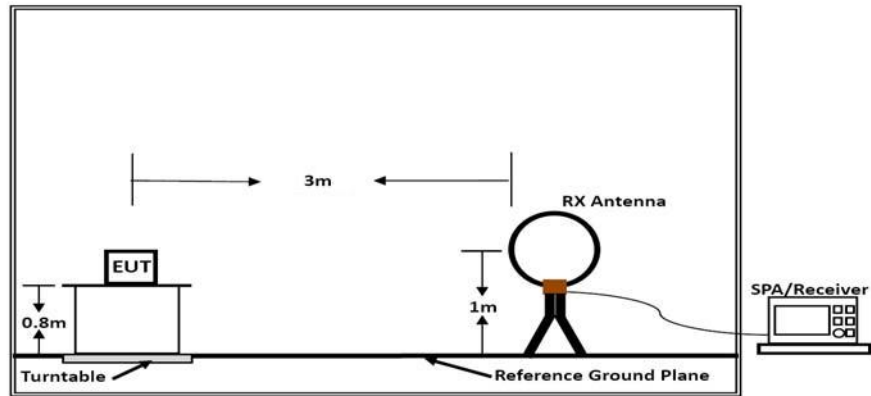 3m
RX Antenna
EUT
SPA/Receiver
0.8m
1m
Turntable
Reference Ground Plane